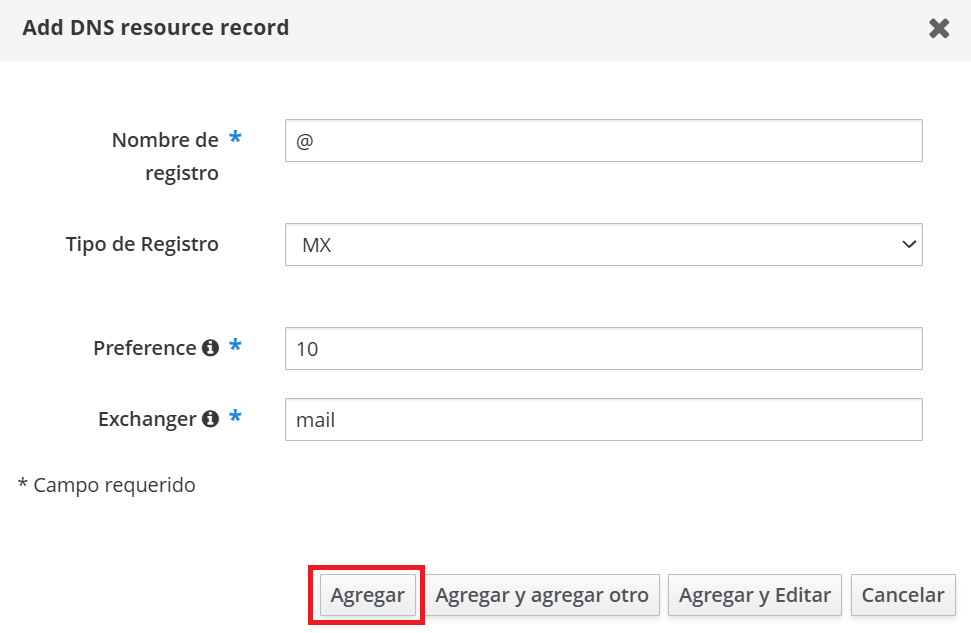 Add DNS resource record
Nombre de *
registro
@
Tipo de Registro
MX
Preference *
10
Exchanger *
mail
* Campo requerido
Agregar
Agregar y agregar otro
Agregar y Editar
Cancelar